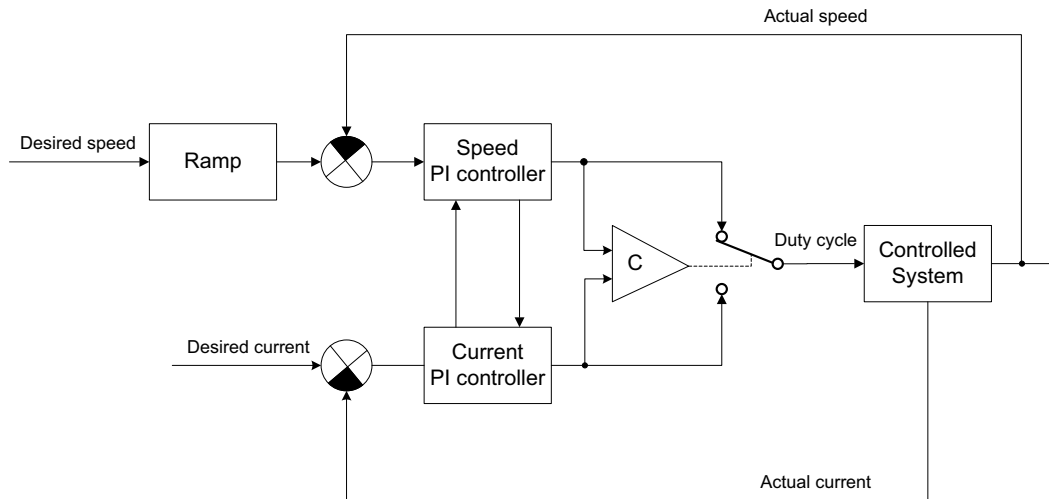 Actual speed
Desired speed
Ramp
Speed
PI controller
C
Duty cycle
Controlled
System
Desired current
Current
PI controller
Actual current